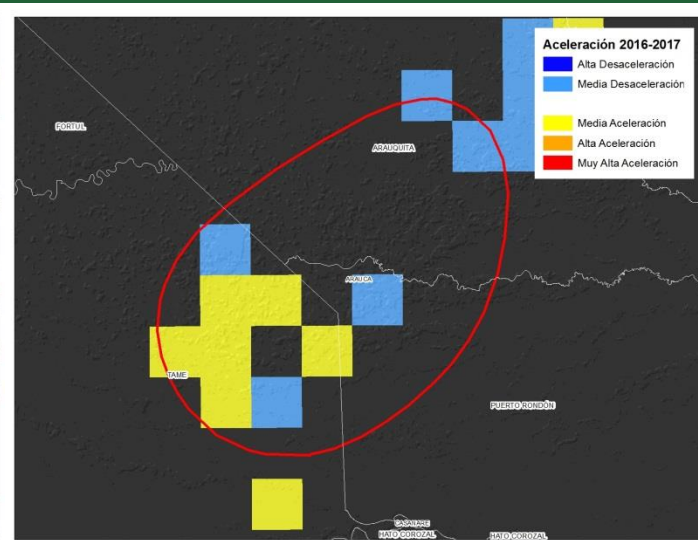 Aceleración 2016-2017
Alta Desaceleración
Media Desaceleración
Media Aceleración
Alta Aceleración
Muy Alta Aceleración
FORTUL
ARAUQUITA
ARAUCA
TAME
PUERTO RONDÓN
CASANARE
HATO COROZAL
HATO COROZAL